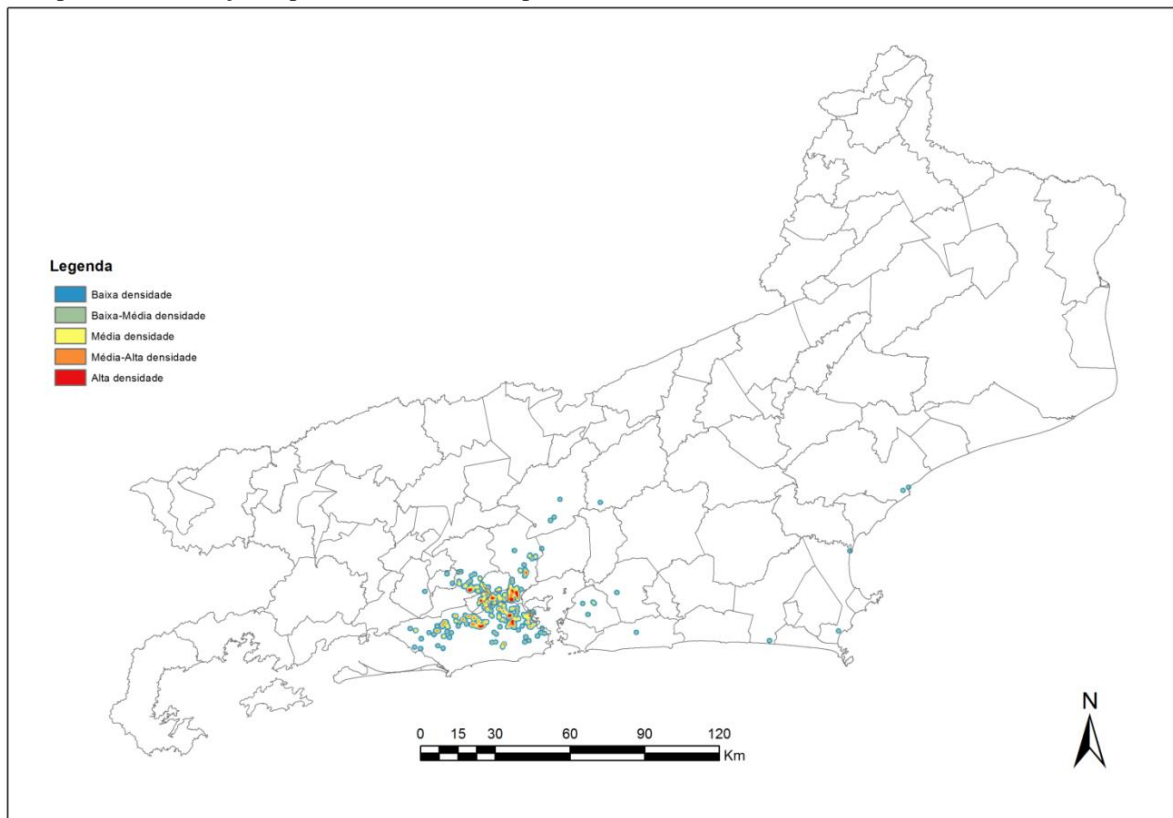 Legenda
Baixa densidade
Baixa-Média densidade
Média densidade
Média-Alta densidade
Alta densidade
N
0 15 30 60 90 120
Km